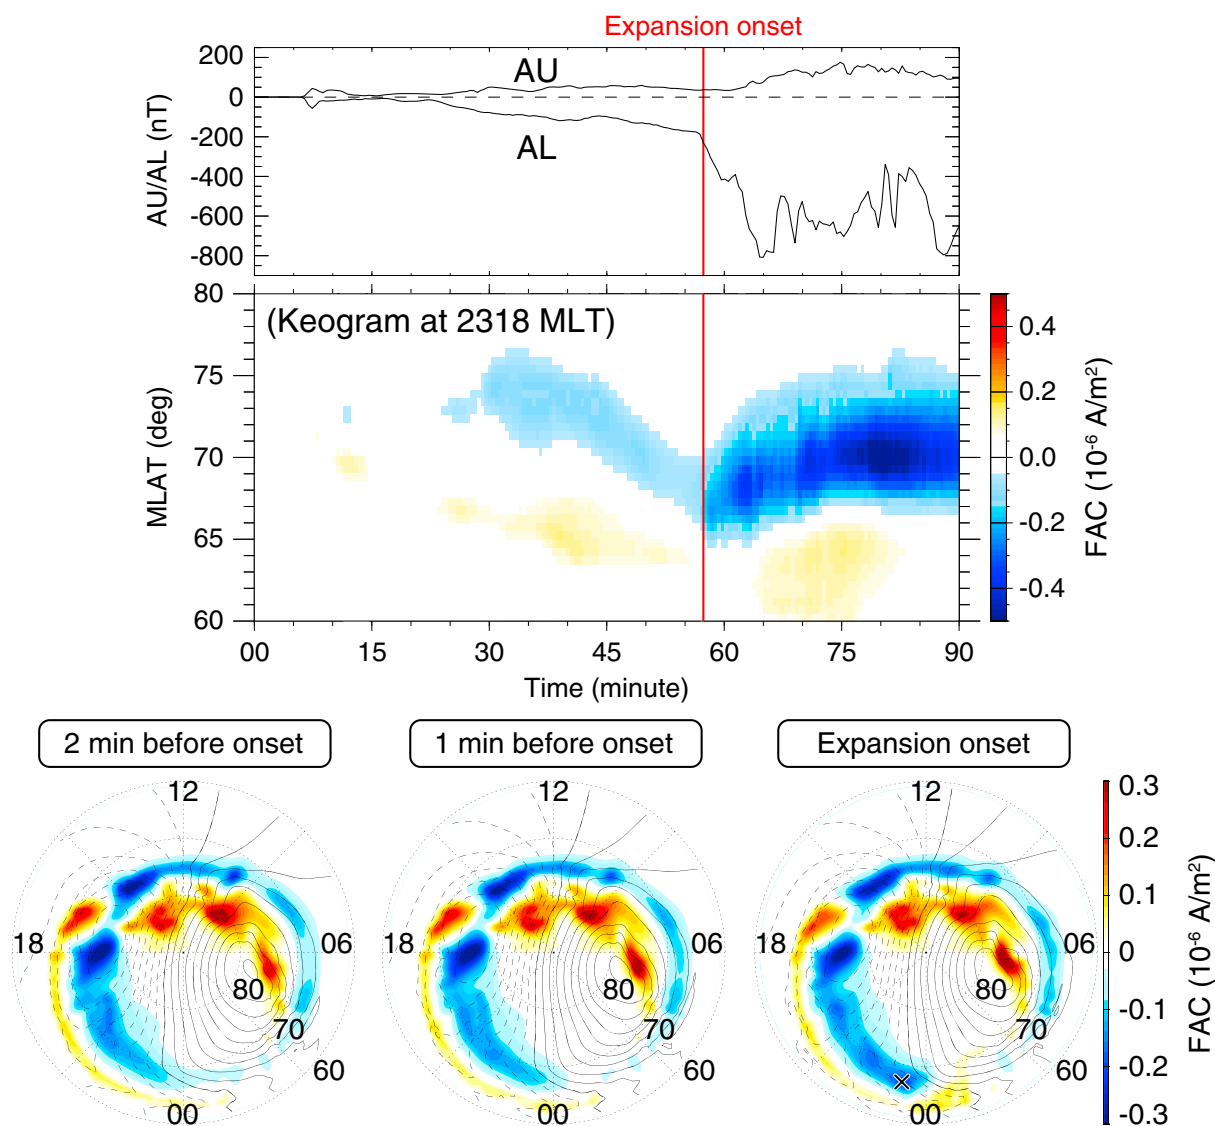 Expansion onset
200
0
-200
-400
-600
-800
AU/AL (nT)
AU
AL
80
75
70
65
60
MLAT (deg)
(Keogram at 2318 MLT)
0.4
0.2
0.0
-0.2
-0.4
FAC (10-6 A/m2)
00 15 30 45 60 75 90
Time (minute)
2 min before onset 1 min before onset Expansion onset
12 12 12
18 06 18 06 18 06
80 80 80
70 70 70
60 60 60
00 00 00
0.3
0.2
0.1
0
-0.1
-0.2
-0.3
FAC (10-6 A/m2)